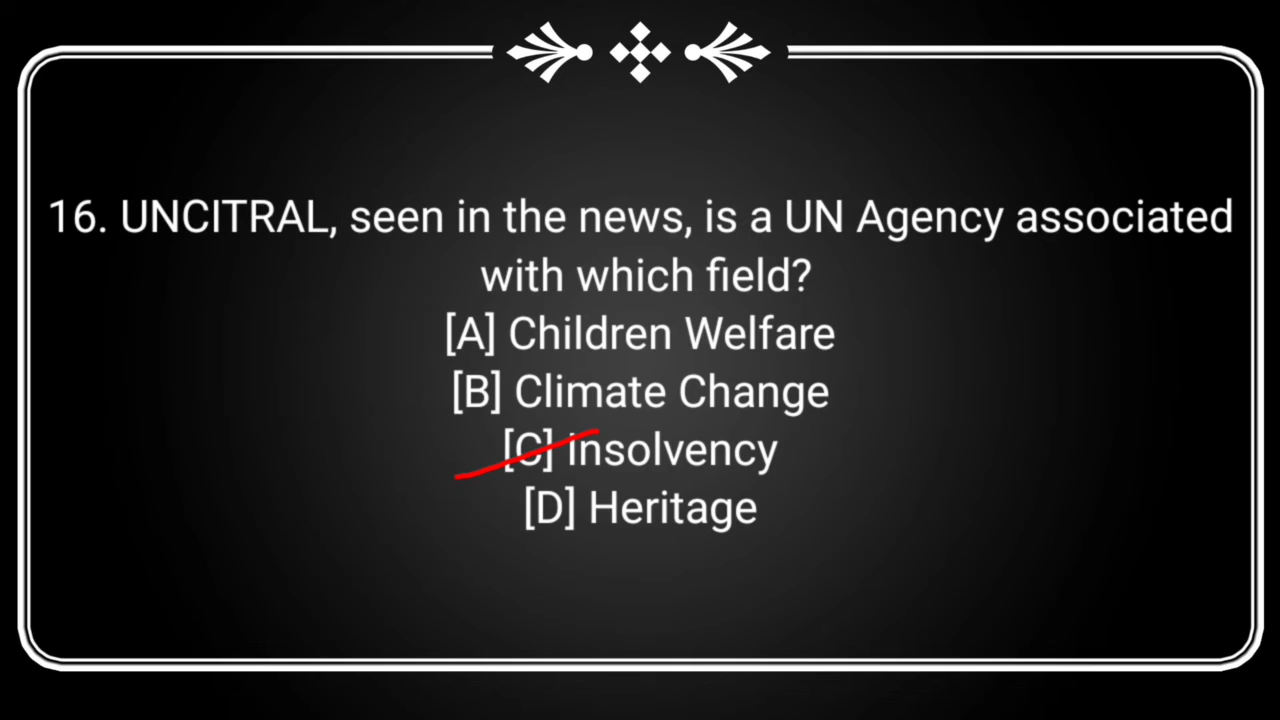 16. UNCITRAL, seen in the news, is a UN Agency associated
with which field?
[A] Children Welfare
[B] Climate Change
[C] Insolvency
[D] Heritage